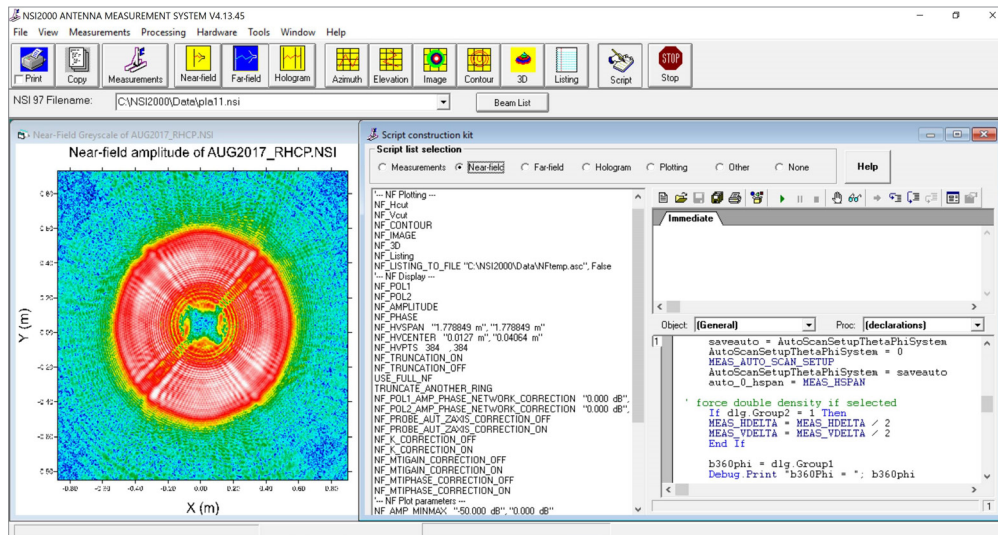 NSI2000 ANTENNA MEASUREMENT SYSTEM V4.13.45
File View Measurements Processing Hardware Tools Window Help
Print Copy Measurements Near-field Far-field Hologram Azimuth Elevation Image Contour 3D Listing Script STOP Stop
NSI 97 Filename: C:\NSI2000\Data\pla11.nsi Beam List
Near-Field Greyscale of AUG2017_RHCP.NSI
Near-field amplitude of AUG2017_RHCP.NSI
Y (m)
X (m)
Script construction kit
Script list selection
Measurements Near-field Far-field Hologram Plotting Other None Help
'--- NF Plotting ---
NF_Hcut
NF_Vcut
NF_CONTOUR
NF_IMAGE
NF_3D
NF_Listing
NF_LISTING_TO_FILE "C:\NSI2000\Data\NFtemp.asc", False
'--- NF Display ---
NF_POL1
NF_POL2
NF_AMPLITUDE
NF_PHASE
NF_HVSPAN "1.778849 m", "1.778849 m"
NF_HVCENTER "0.0127 m", "0.04064 m"
NF_HVPTS 384 , 384
NF_TRUNCATION_ON
NF_TRUNCATION_OFF
USE_FULL_NF
TRUNCATE_ANOTHER_RING
NF_POL1_AMP_PHASE_NETWORK_CORRECTION "0.000 dB",
NF_POL2_AMP_PHASE_NETWORK_CORRECTION "0.000 dB",
NF_PROBE_AUT_ZAXIS_CORRECTION_OFF
NF_PROBE_AUT_ZAXIS_CORRECTION_ON
NF_K_CORRECTION_OFF
NF_K_CORRECTION_ON
NF_MTIGAIN_CORRECTION_OFF
NF_MTIGAIN_CORRECTION_ON
NF_MTIPHASE_CORRECTION_OFF
NF_MTIPHASE_CORRECTION_ON
'--- NF Plot parameters ---
NF_AMP_MINMAX "-50.000 dB", "0.000 dB"
Immediate
Object: (General) Proc: (declarations)
1
saveauto = AutoScanSetupThetaPhiSystem
AutoScanSetupThetaPhiSystem = 0
MEAS_AUTO_SCAN_SETUP
AutoScanSetupThetaPhiSystem = saveauto
auto_0_hspan = MEAS_HSPAN
' force double density if selected
If dlg.Group2 = 1 Then
MEAS_HDELTA = MEAS_HDELTA / 2
MEAS_VDELTA = MEAS_VDELTA / 2
End If
b360phi = dlg.Group1
Debug.Print "b360Phi = "; b360phi
1